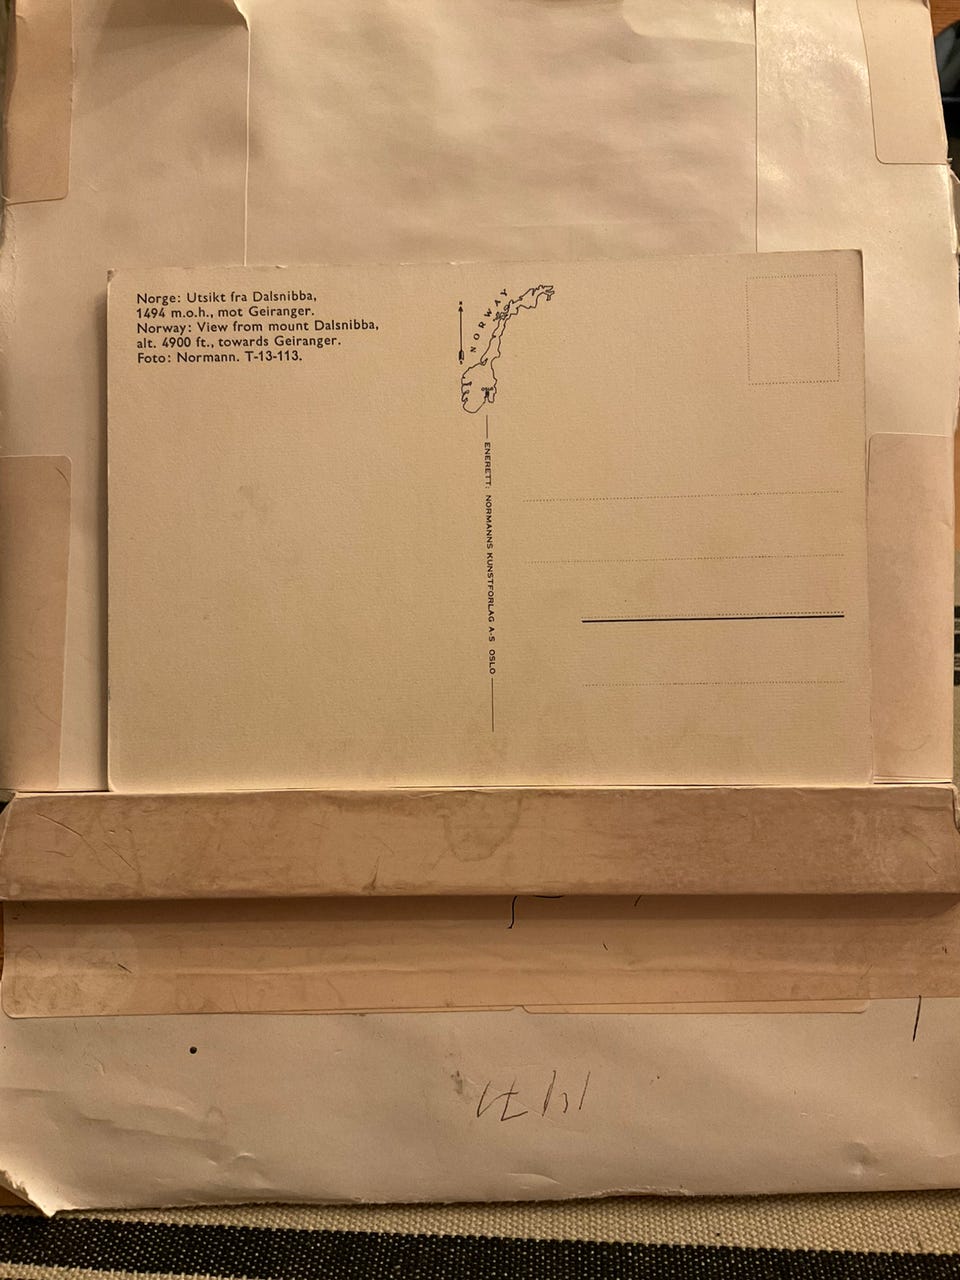 Norge: Utsikt fra Dalsnibba,
1494 m.o.h., mot Geiranger.
Norway: View from mount Dalsnibba,
alt. 4900 ft., towards Geiranger.
Foto: Normann. T-13-113.
NORWAY
OSLO
ENERETT: NORMANNS KUNSTFORLAG A-S OSLO